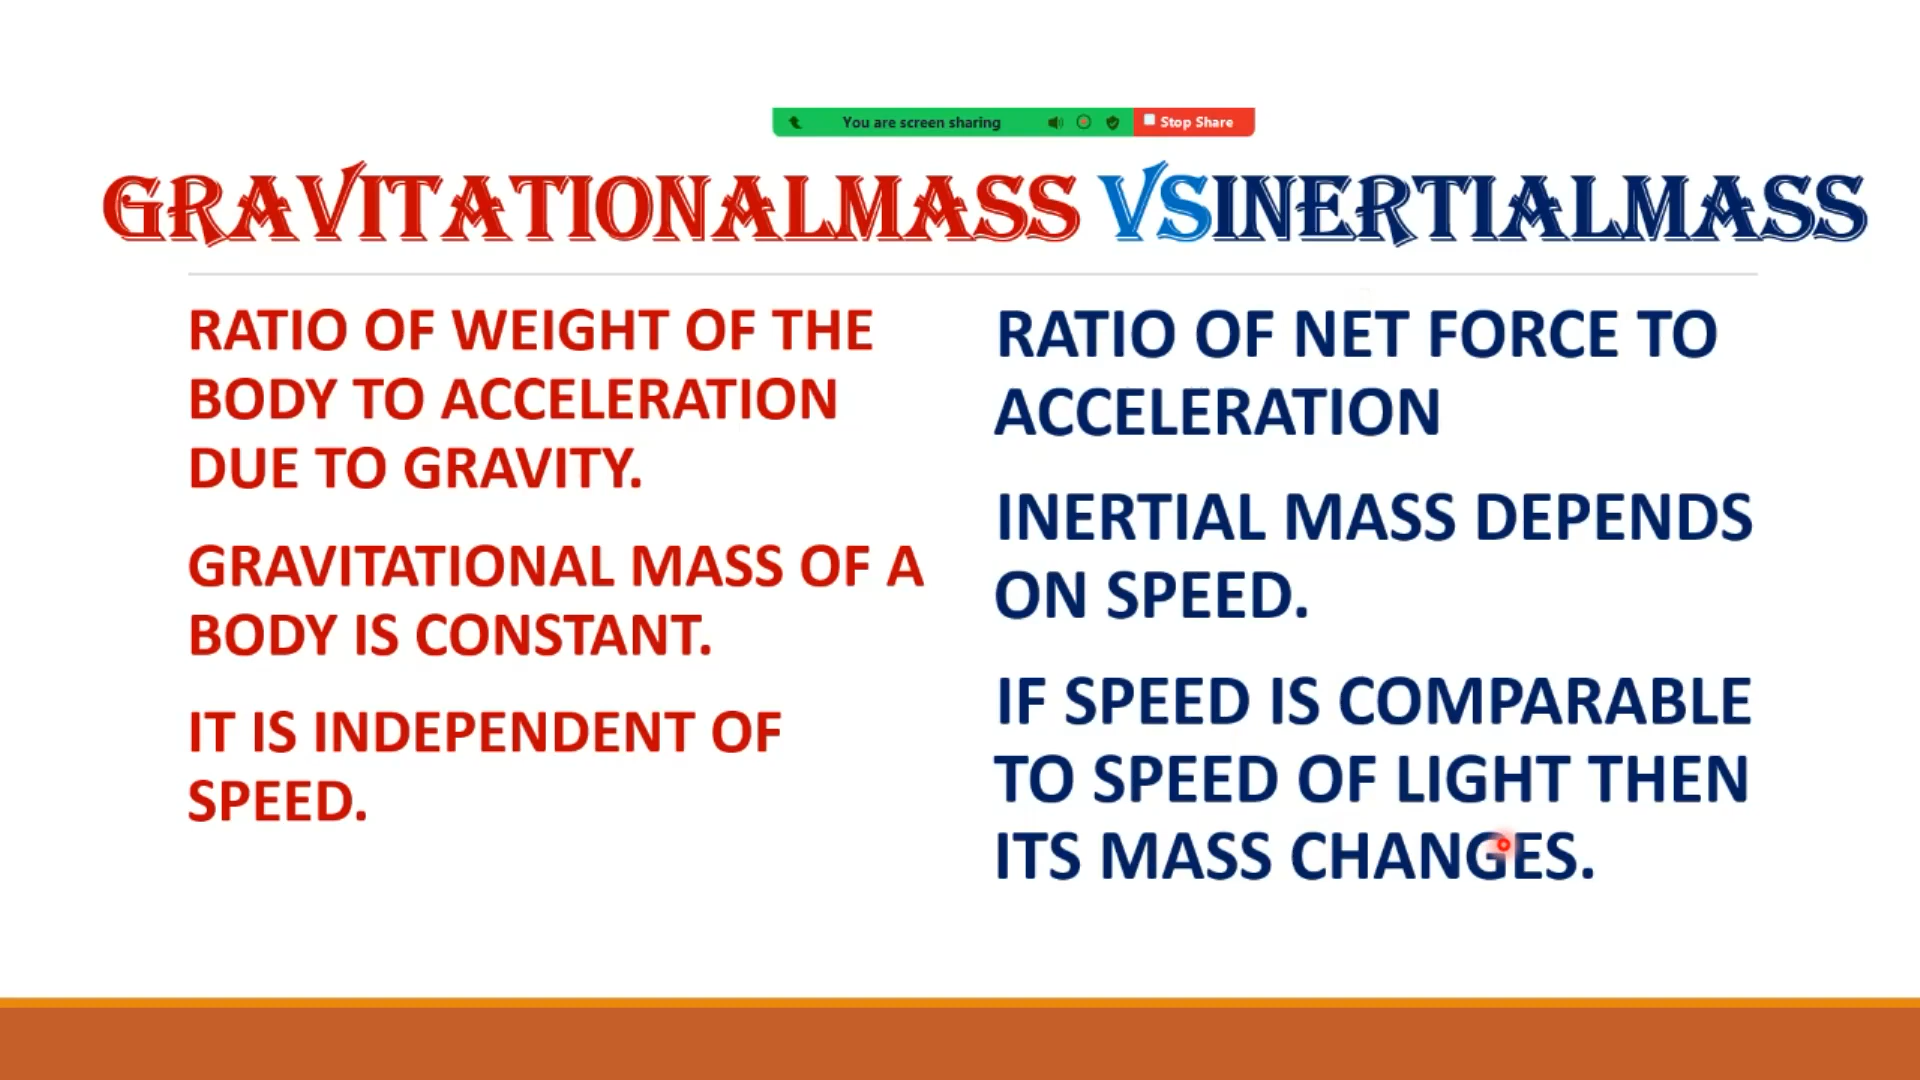 You are screen sharing
Stop Share
GRAVITATIONALMASS VSINERTIALMASS
RATIO OF WEIGHT OF THE
BODY TO ACCELERATION
DUE TO GRAVITY.
GRAVITATIONAL MASS OF A
BODY IS CONSTANT.
IT IS INDEPENDENT OF
SPEED.
RATIO OF NET FORCE TO
ACCELERATION
INERTIAL MASS DEPENDS
ON SPEED.
IF SPEED IS COMPARABLE
TO SPEED OF LIGHT THEN
ITS MASS CHANGES.